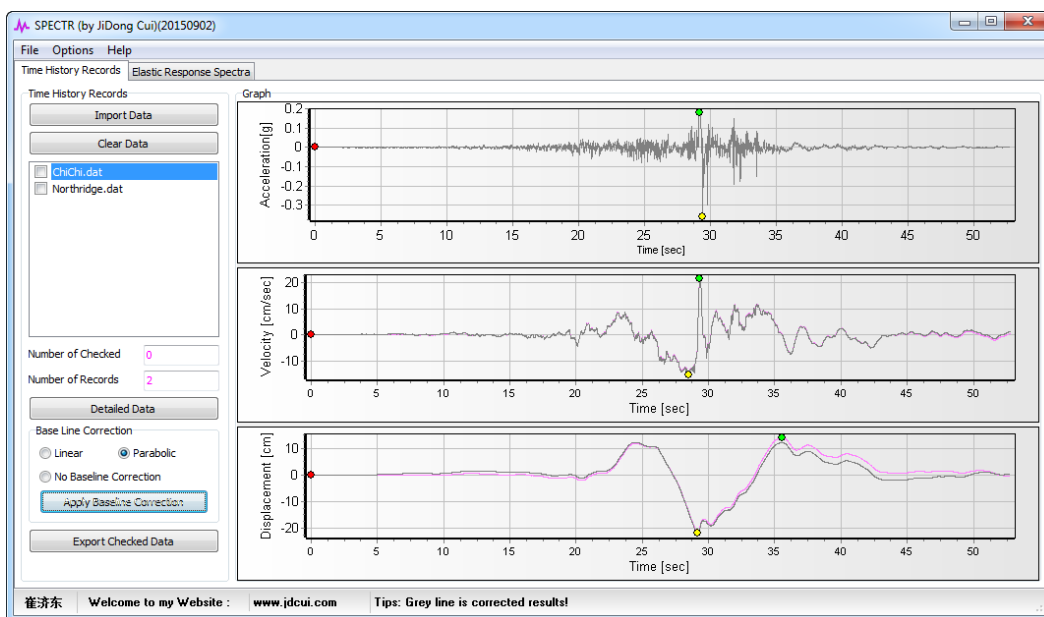 SPECTR (by JiDong Cui)(20150902)
File Options Help
Time History Records Elastic Response Spectra
Time History Records
Import Data
Clear Data
ChiChi.dat
Northridge.dat
Number of Checked 0
Number of Records 2
Detailed Data
Base Line Correction
Linear Parabolic
No Baseline Correction
Apply Baseline Correction
Export Checked Data
Graph
Acceleration[g]
0.2
0.1
0
-0.1
-0.2
-0.3
0 5 10 15 20 25 30 35 40 45 50
Time [sec]
Velocity [cm/sec]
20
10
0
-10
0 5 10 15 20 25 30 35 40 45 50
Time [sec]
Displacement [cm]
10
0
-10
-20
0 5 10 15 20 25 30 35 40 45 50
Time [sec]
崔济东 Welcome to my Website : www.jdcui.com Tips: Grey line is corrected results!